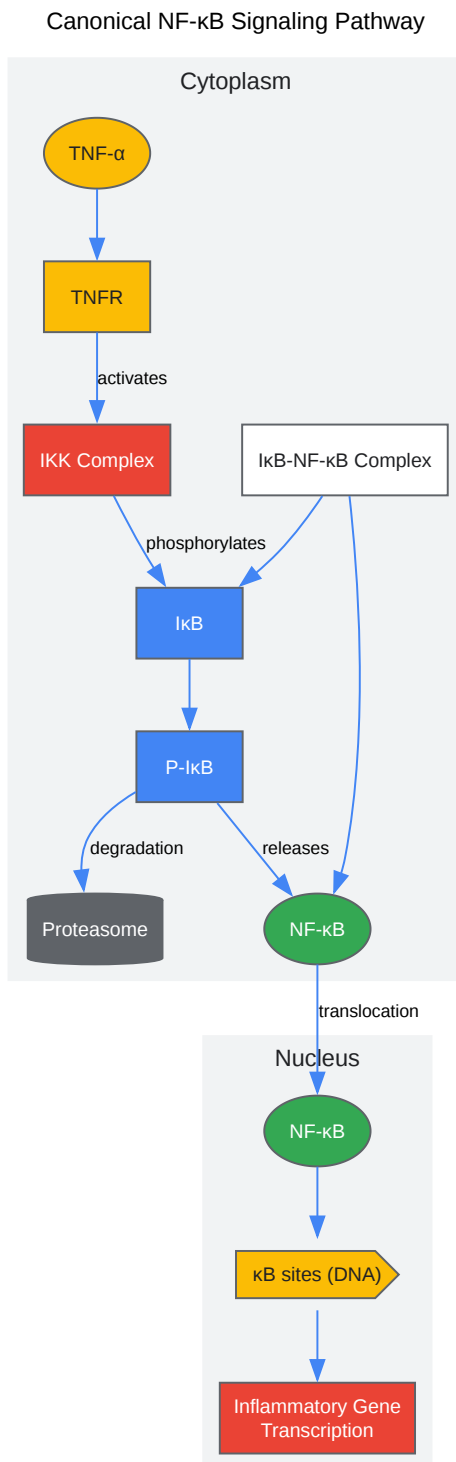 Canonical NF-κB Signaling Pathway
Cytoplasm
TNF-α
TNFR
activates
IKK Complex
IκB-NF-κB Complex
phosphorylates
IκB
P-IκB
degradation
releases
Proteasome
NF-κB
translocation
Nucleus
NF-κB
κB sites (DNA)
Inflammatory Gene
Transcription